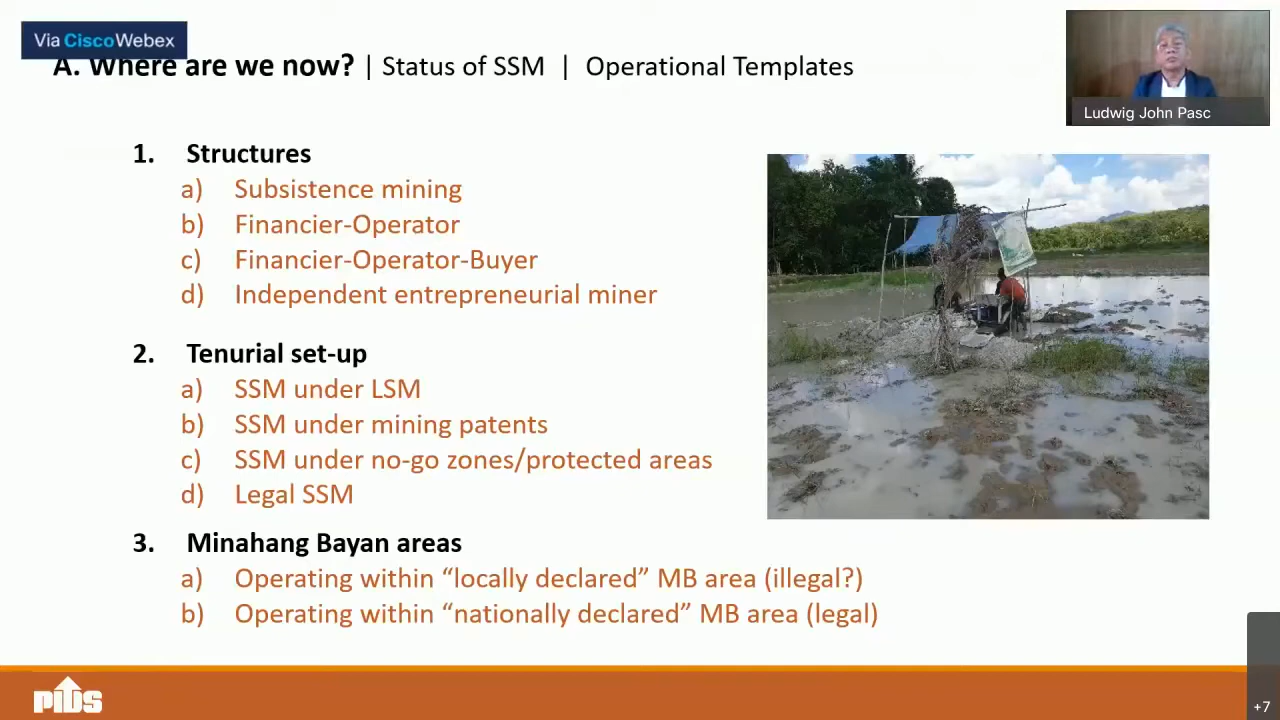 Via Cisco Webex
A. Where are we now? | Status of SSM | Operational Templates
Ludwig John Pasc
1. Structures
a) Subsistence mining
b) Financier-Operator
c) Financier-Operator-Buyer
d) Independent entrepreneurial miner
2. Tenurial set-up
a) SSM under LSM
b) SSM under mining patents
c) SSM under no-go zones/protected areas
d) Legal SSM
3. Minahang Bayan areas
a) Operating within “locally declared” MB area (illegal?)
b) Operating within “nationally declared” MB area (legal)
PIDS
+7